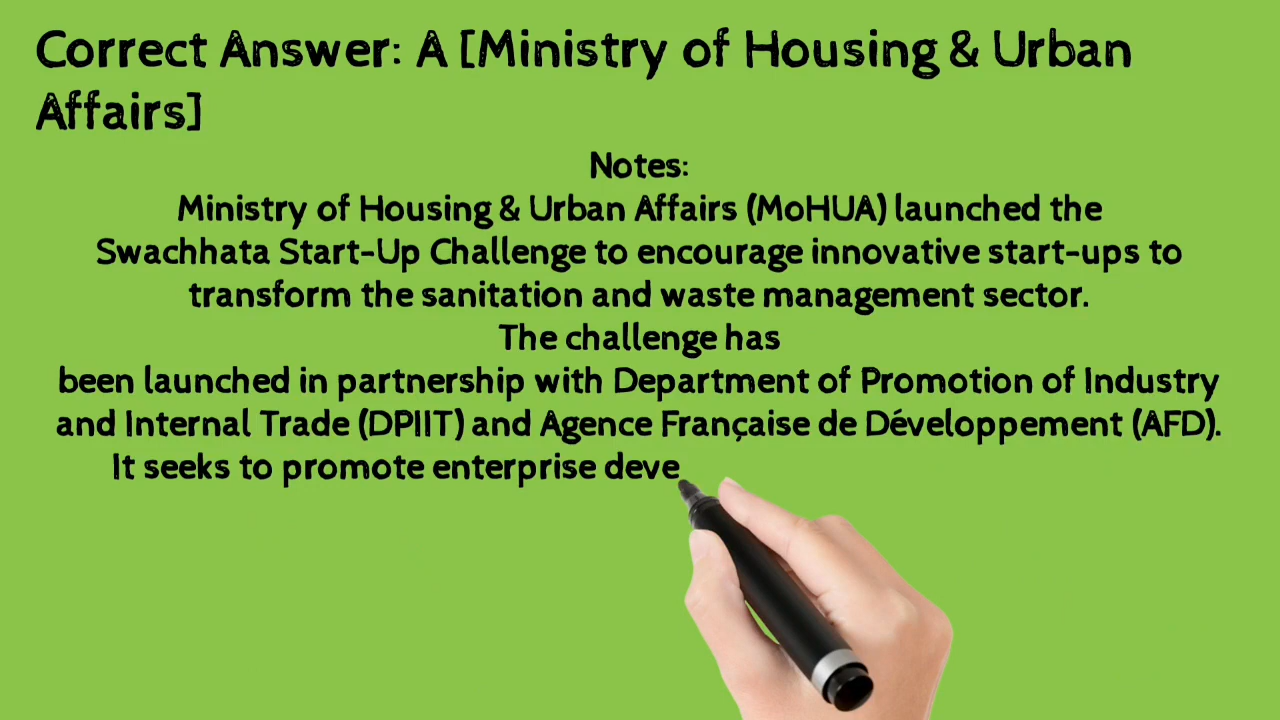 Correct Answer: A [Ministry of Housing & Urban
Affairs]
Notes:
Ministry of Housing & Urban Affairs (MoHUA) launched the
Swachhata Start-Up Challenge to encourage innovative start-ups to
transform the sanitation and waste management sector.
The challenge has
been launched in partnership with Department of Promotion of Industry
and Internal Trade (DPIIT) and Agence Française de Développement (AFD).
It seeks to promote enterprise deve